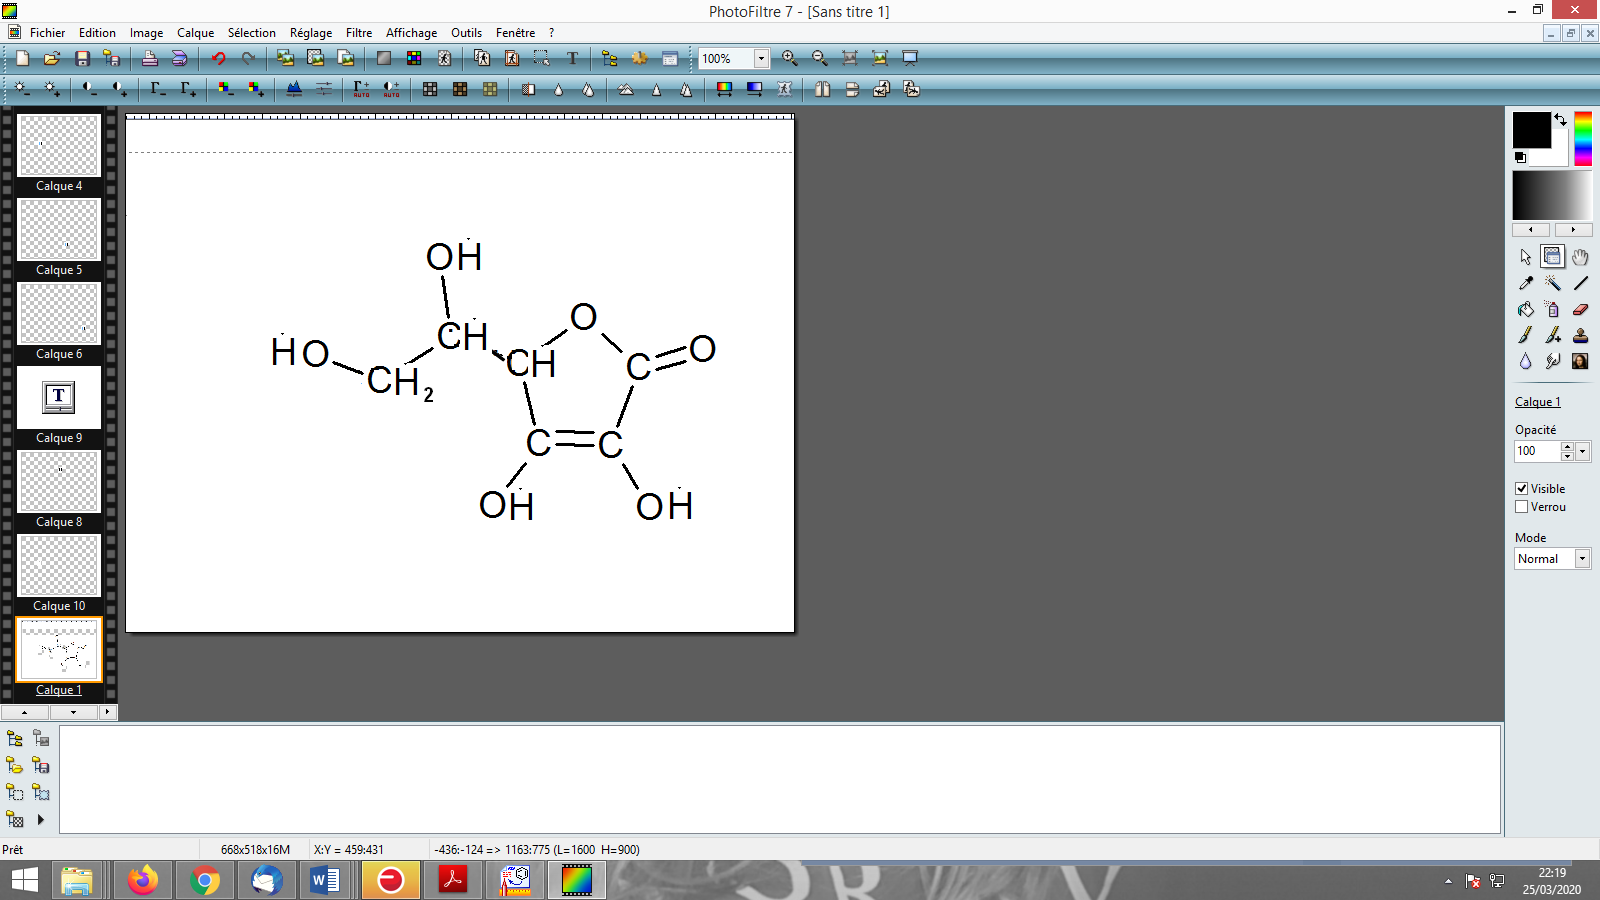 PhotoFiltre 7 - [Sans titre 1]
Fichier Edition Image Calque Sélection Réglage Filtre Affichage Outils Fenêtre ?
T 100%
AUTO AUTO
Calque 4
Calque 5
Calque 6
T
Calque 9
Calque 8
Calque 10
Calque 1
OH
O
CH
HO
O
CH
C
CH2
C
C
OH
OH
Calque 1
Opacité
100
Visible
Verrou
Mode
Normal
Prêt 668x518x16M X:Y = 459:431 -436:-124 => 1163:775 (L=1600 H=900)
22:19
25/03/2020